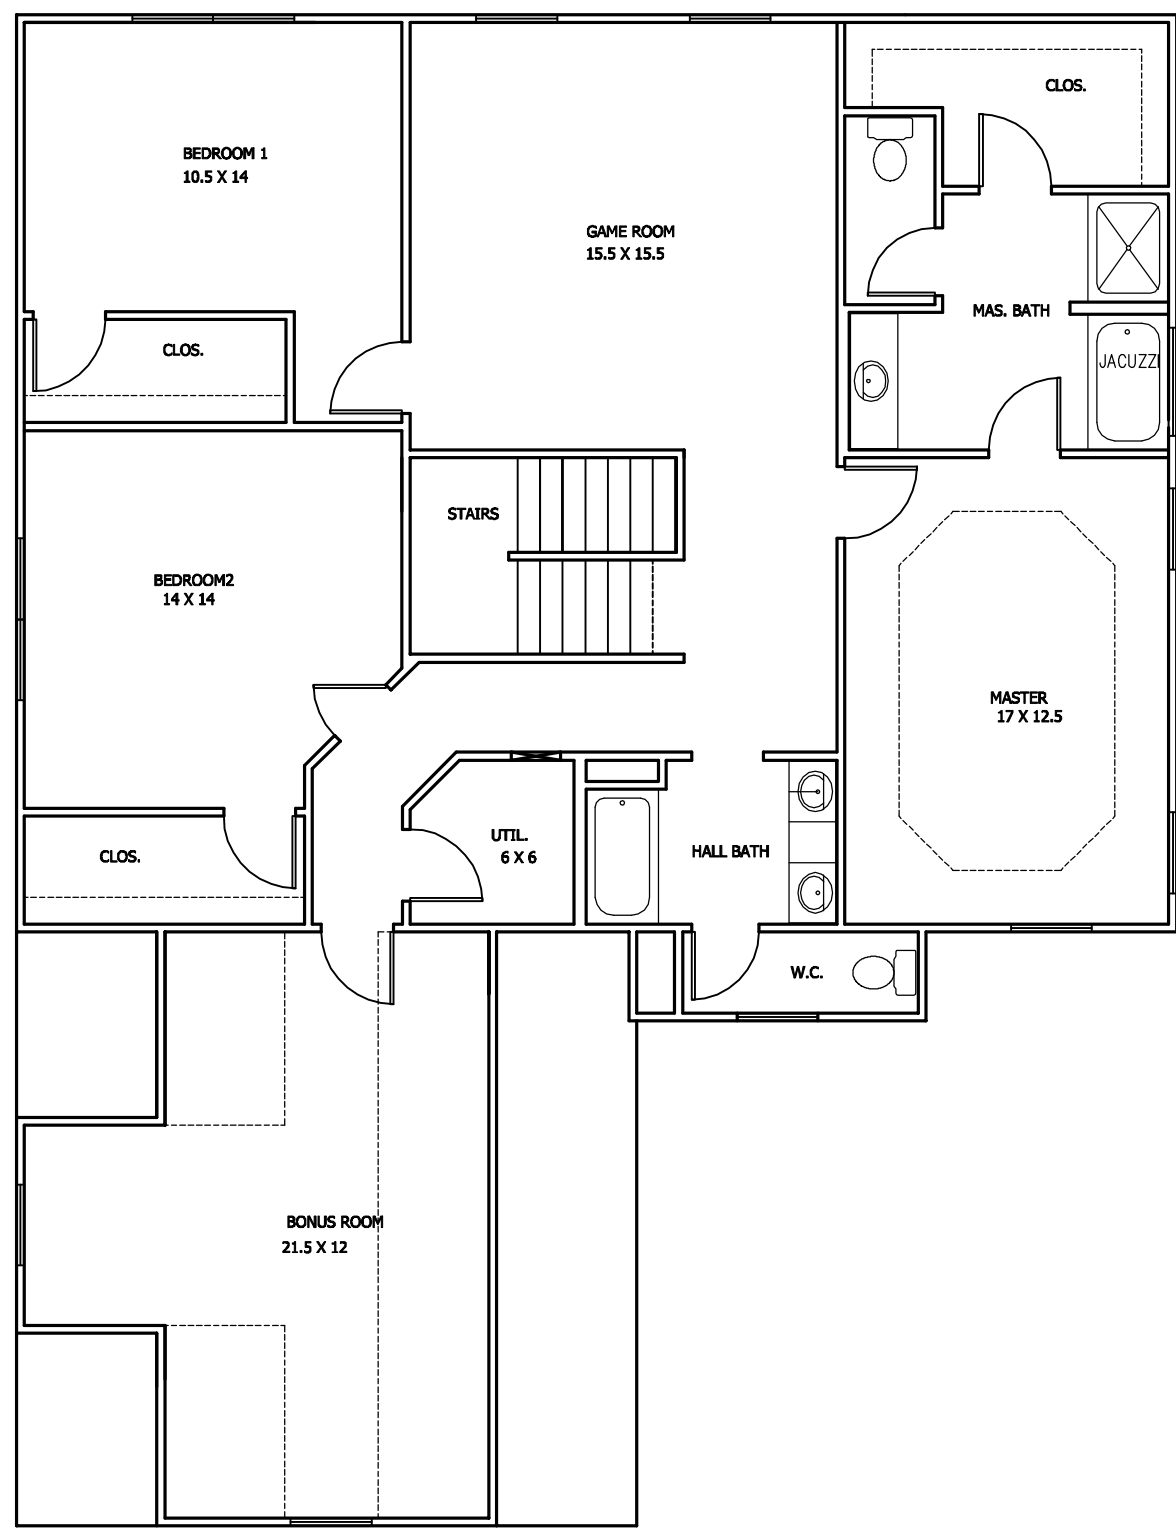 CLOS.
BEDROOM 1
10.5 X 14
GAME ROOM
15.5 X 15.5
MAS. BATH
CLOS.
JACUZZI
STAIRS
BEDROOM2
14 X 14
MASTER
17 X 12.5
UTIL.
6 X 6
HALL BATH
CLOS.
W.C.
BONUS ROOM
21.5 X 12